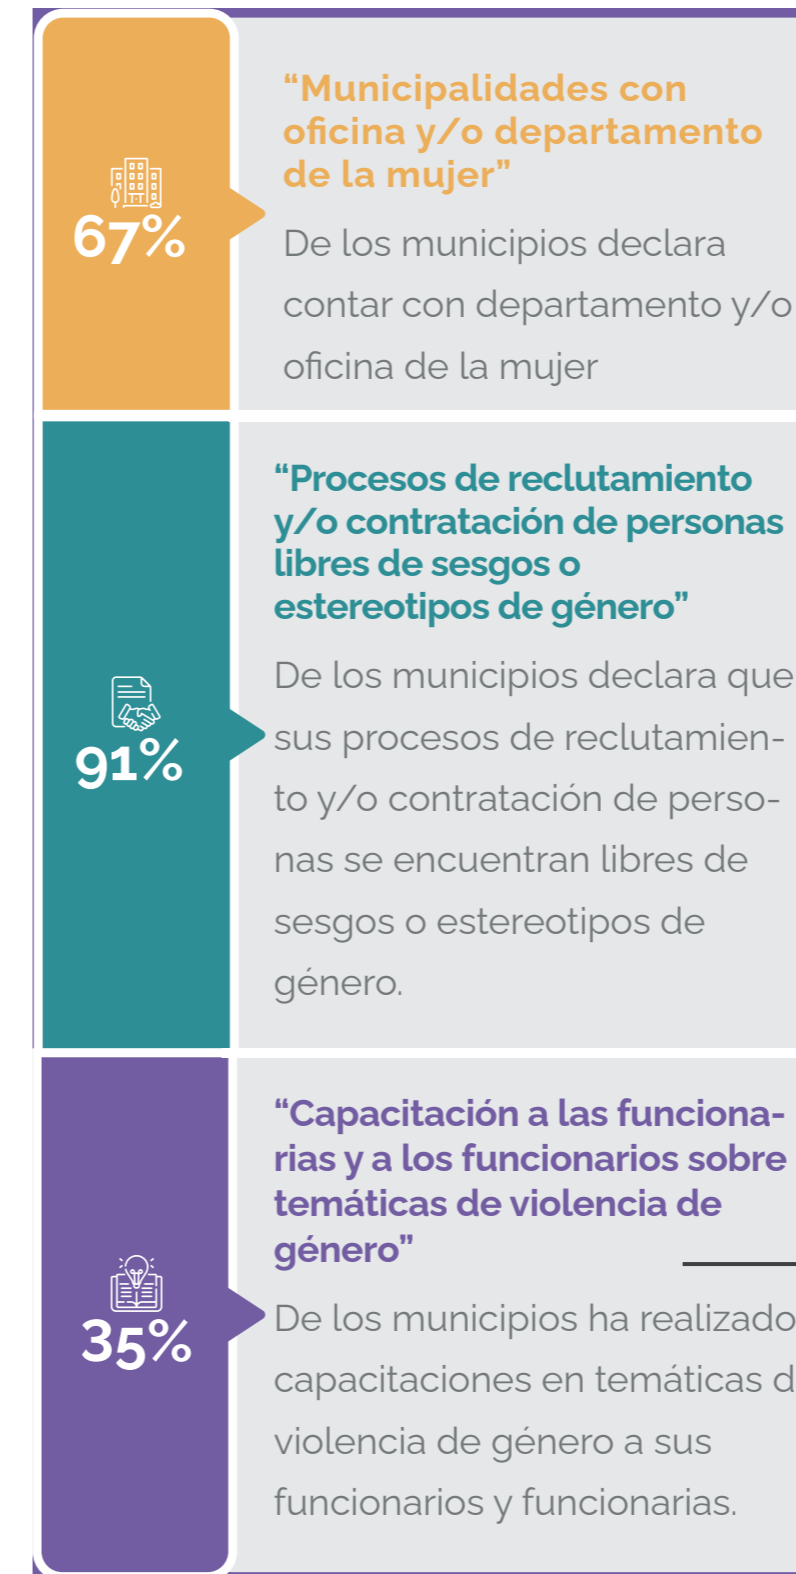 67%
“Municipalidades con
oficina y/o departamento
de la mujer”
De los municipios declara
contar con departamento y/o
oficina de la mujer
91%
“Procesos de reclutamiento
y/o contratación de personas
libres de sesgos o
estereotipos de género”
De los municipios declara que
sus procesos de reclutamien-
to y/o contratación de perso-
nas se encuentran libres de
sesgos o estereotipos de
género.
35%
“Capacitación a las funciona-
rias y a los funcionarios sobre
temáticas de violencia de
género”
De los municipios ha realizado
capacitaciones en temáticas d
violencia de género a sus
funcionarios y funcionarias.